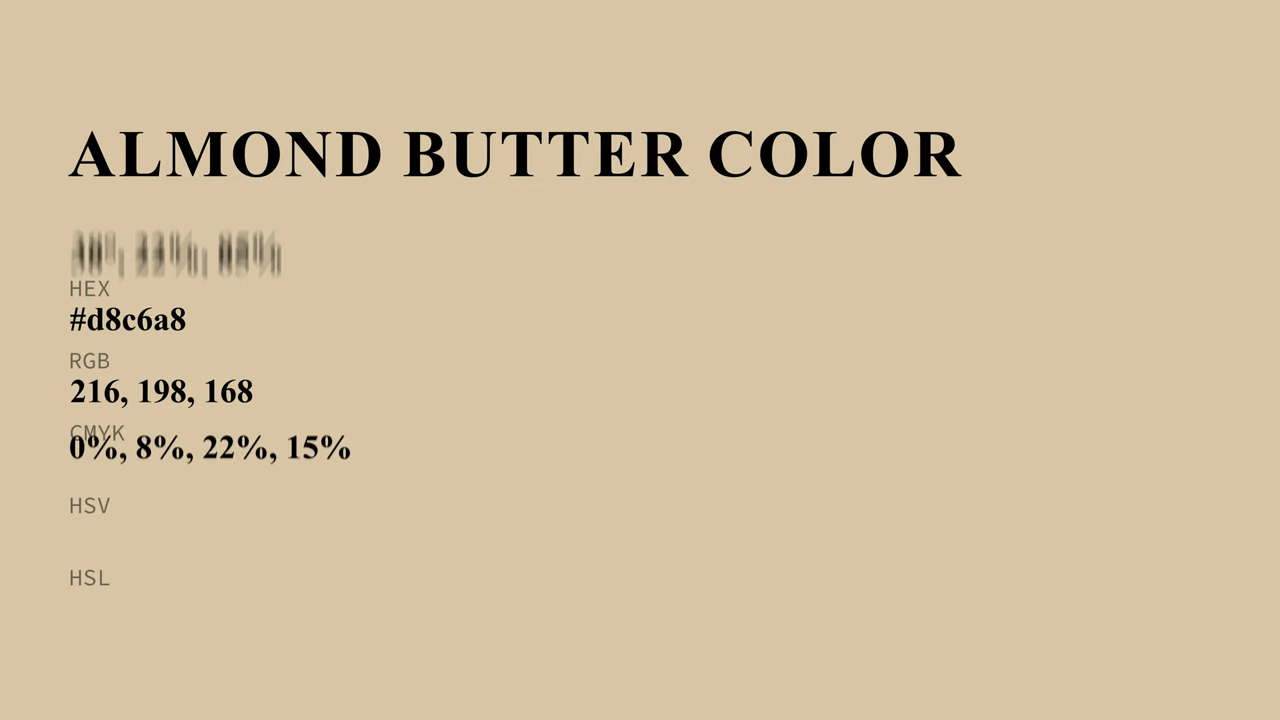 ALMOND BUTTER COLOR
HEX
#d8c6a8
RGB
216, 198, 168
CMYK
0%, 8%, 22%, 15%
HSV
HSL